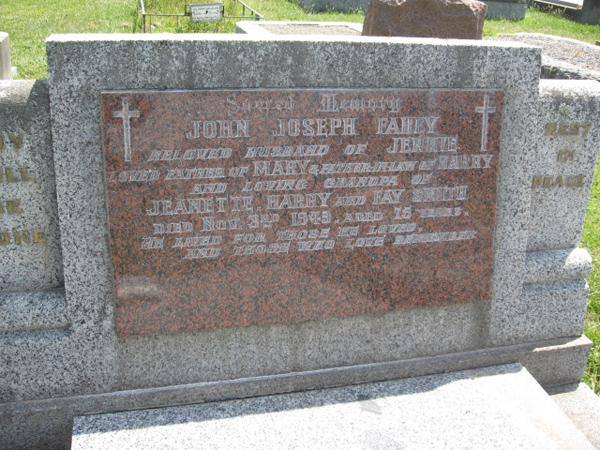 Sacred Memory
JOHN JOSEPH FAHEY
BELOVED HUSBAND OF JENNIE
LOVED FATHER OF MARY & FATHER-IN-LAW OF HARRY
AND LOVING GRANDPA OF
JEANETTE HARRY AND FAY SMITH
DIED NOV. 3RD 1949. AGED 75 YEARS.
HE LIVED FOR THOSE HE LOVED,
AND THOSE WHO LOVE REMEMBER.
REST
IN
PEACE